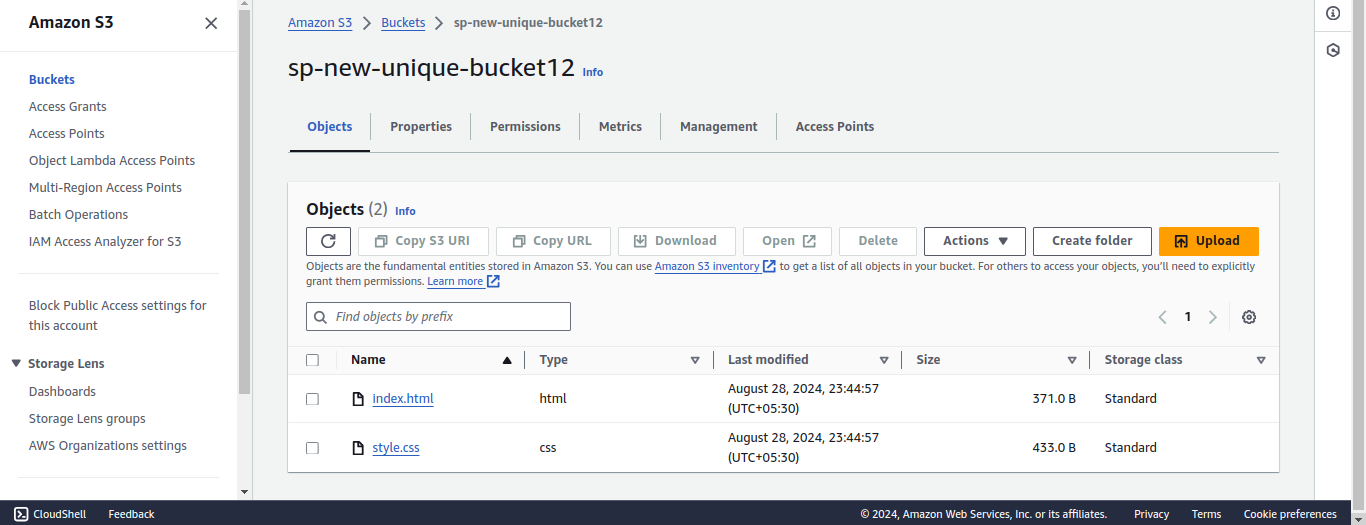 Amazon S3
Buckets
Access Grants
Access Points
Object Lambda Access Points
Multi-Region Access Points
Batch Operations
IAM Access Analyzer for S3
Block Public Access settings for
this account
Storage Lens
Dashboards
Storage Lens groups
AWS Organizations settings
Amazon S3 Buckets sp-new-unique-bucket12
sp-new-unique-bucket12 Info
Objects Properties Permissions Metrics Management Access Points
Objects (2) Info
Copy S3 URI Copy URL Download Open Delete Actions Create folder Upload
Objects are the fundamental entities stored in Amazon S3. You can use Amazon S3 inventory to get a list of all objects in your bucket. For others to access your objects, you'll need to explicitly
grant them permissions. Learn more
Find objects by prefix 1
Name Type Last modified Size Storage class
index.html html August 28, 2024, 23:44:57 371.0 B Standard
(UTC+05:30)
style.css css August 28, 2024, 23:44:57 433.0 B Standard
(UTC+05:30)
CloudShell Feedback © 2024, Amazon Web Services, Inc. or its affiliates. Privacy Terms Cookie preferences